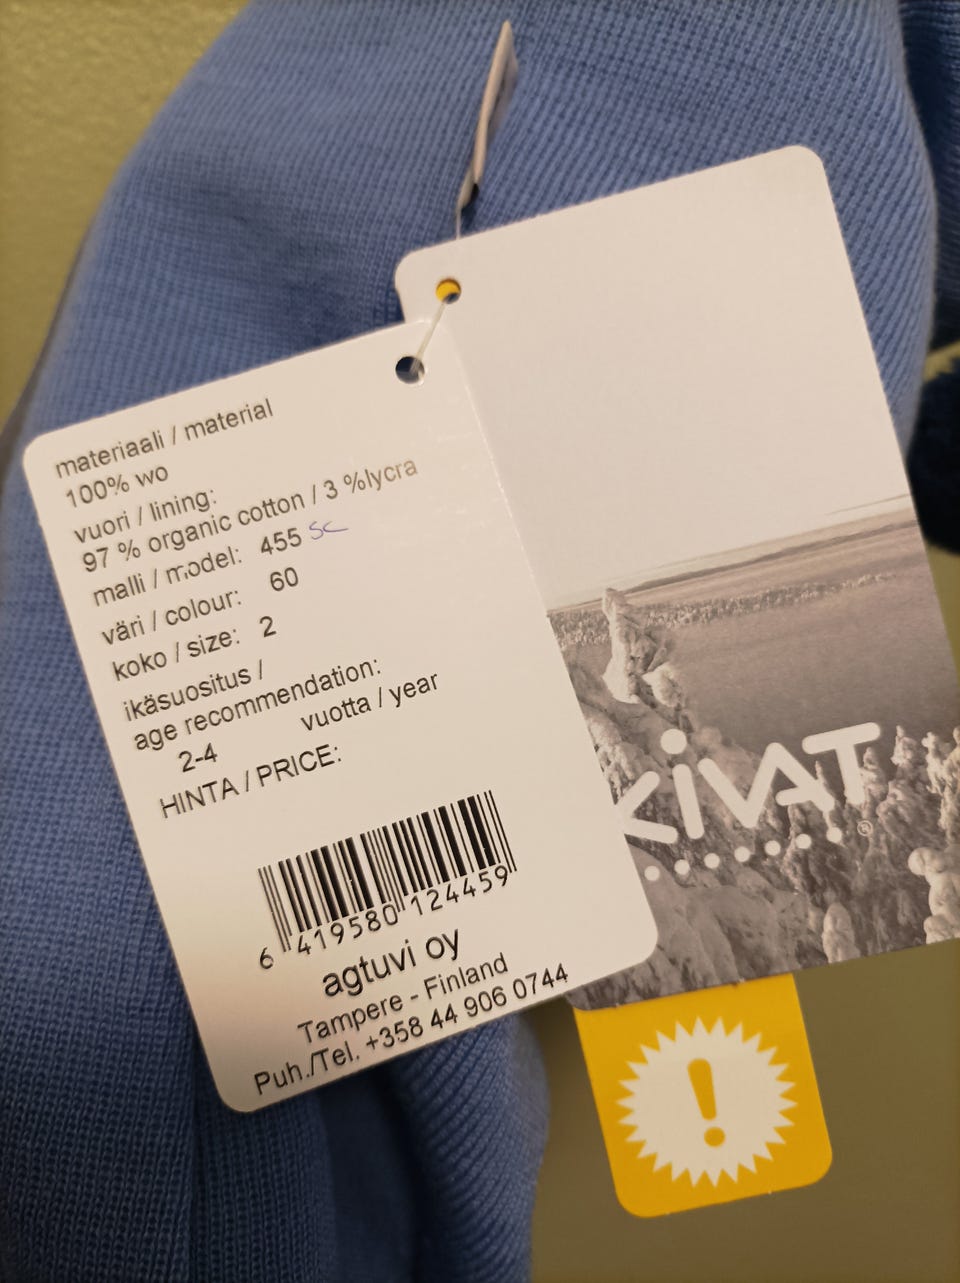 materiaali / material
100% wo
vuori / lining:
97 % organic cotton / 3 %lycra
malli / model: 455 sc
väri / colour: 60
koko / size: 2
ikäsuositus /
age recommendation:
2-4 vuotta / year
HINTA / PRICE:
6 419580 124459
agtuvi oy
Tampere - Finland
Puh./Tel. +358 44 906 0744
KiVAT®
!